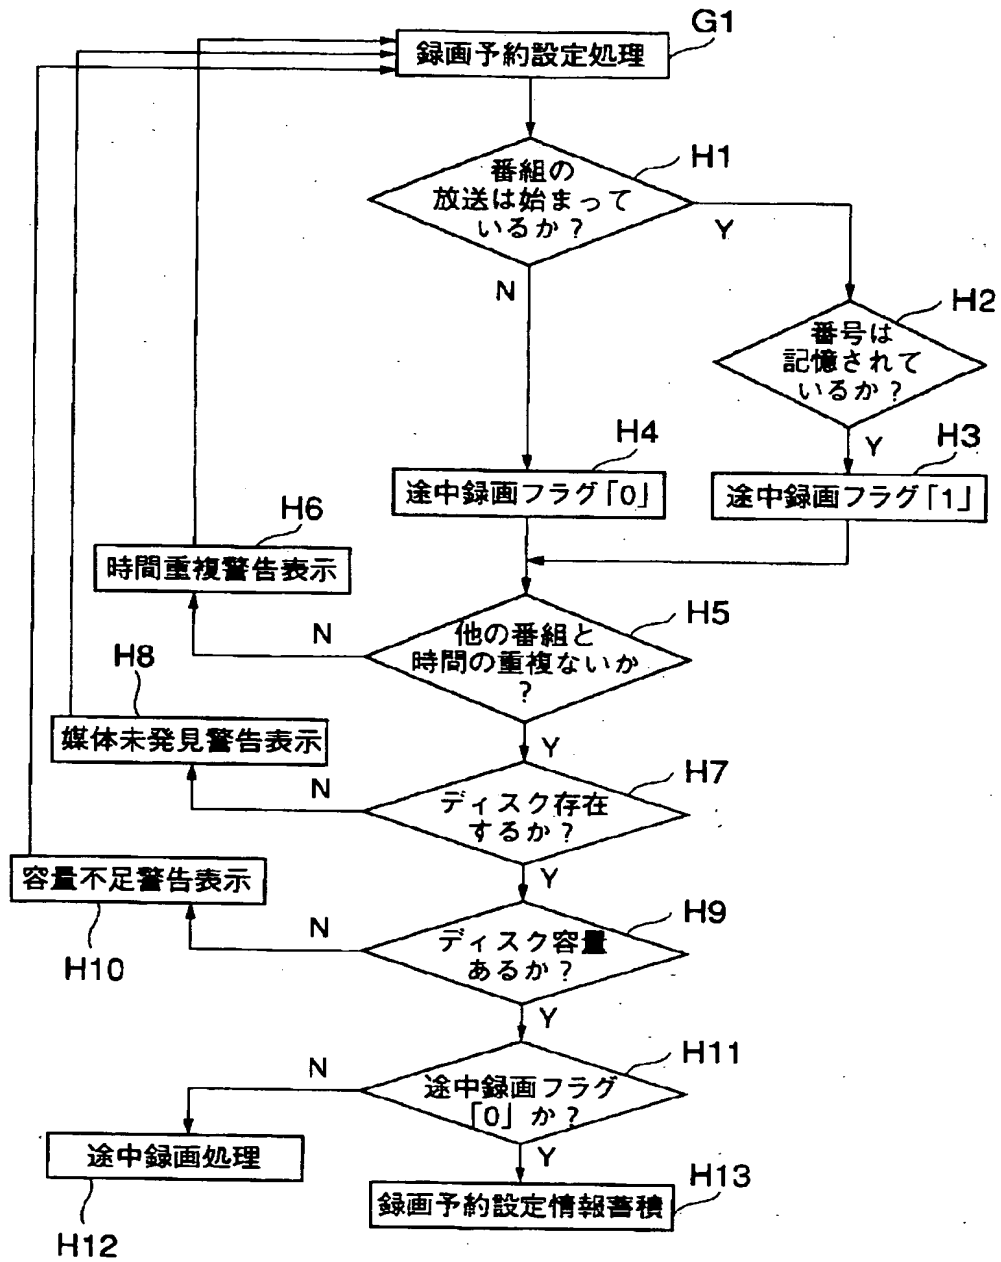 G1
録画予約設定処理
H1
番組の
放送は始まって
いるか?
Y
N
H2
番号は
記憶されて
いるか?
Y
H4
途中録画フラグ「0」
H3
途中録画フラグ「1」
H6
時間重複警告表示
H5
他の番組と
時間の重複ないか
?
N
Y
H8
媒体未発見警告表示
H7
ディスク存在
するか?
N
Y
容量不足警告表示
H10
H9
ディスク容量
あるか?
N
Y
H11
途中録画フラグ
「0」か?
N
Y
途中録画処理
H12
H13
録画予約設定情報蓄積